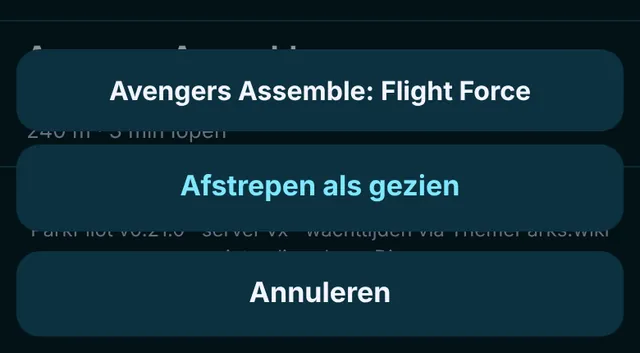 Avengers Assemble: Flight Force
240 m · 3 min lopen
Afstrepen als gezien
ParkPilot v0.21.0 server vx wachttijden via ThemeParks.wiki
Annuleren